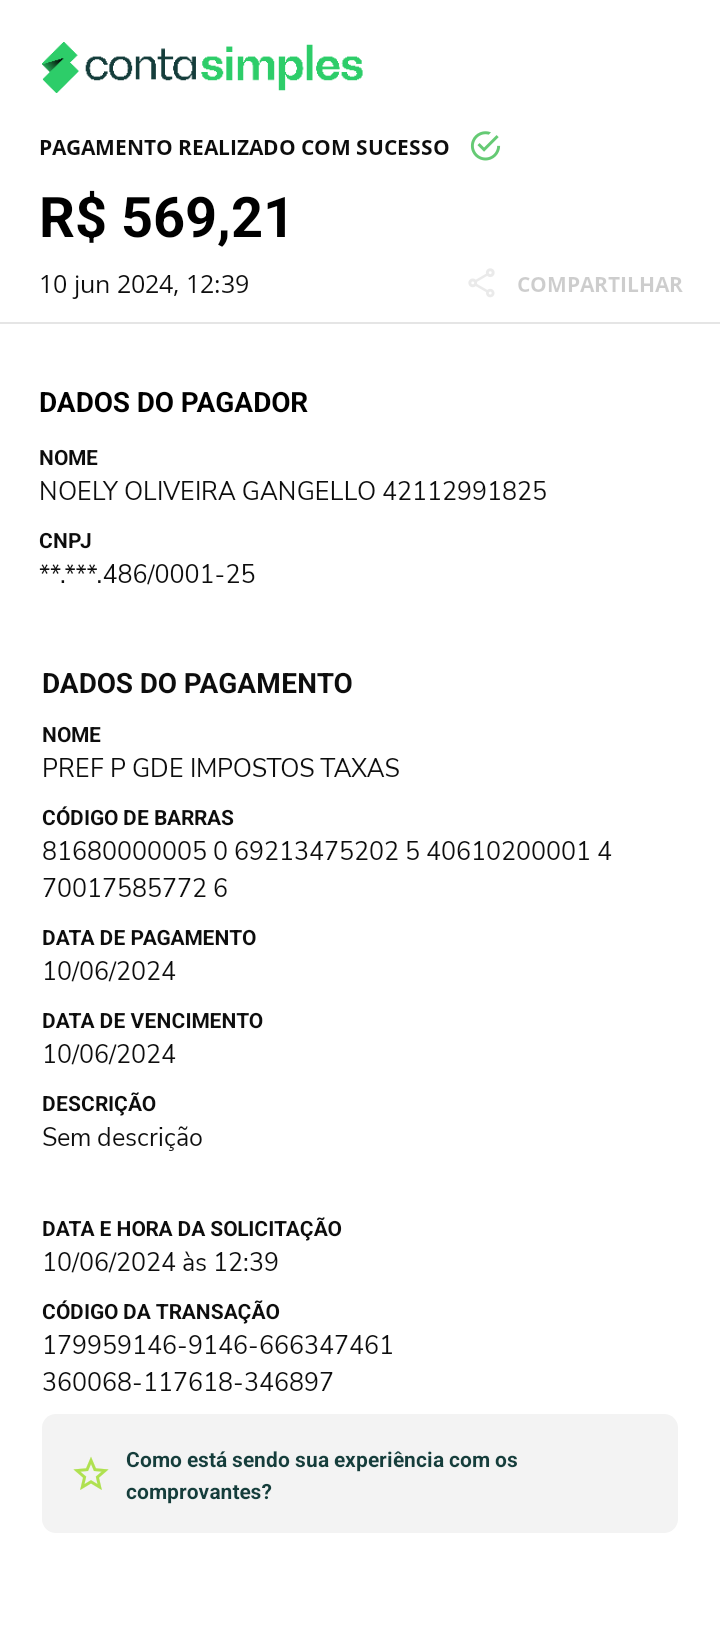 contasimples
PAGAMENTO REALIZADO COM SUCESSO
R$ 569,21
10 jun 2024, 12:39
COMPARTILHAR
DADOS DO PAGADOR
NOME
NOELY OLIVEIRA GANGELLO 42112991825
CNPJ
**.***.486/0001-25
DADOS DO PAGAMENTO
NOME
PREF P GDE IMPOSTOS TAXAS
CÓDIGO DE BARRAS
81680000005 0 69213475202 5 40610200001 4
70017585772 6
DATA DE PAGAMENTO
10/06/2024
DATA DE VENCIMENTO
10/06/2024
DESCRIÇÃO
Sem descrição
DATA E HORA DA SOLICITAÇÃO
10/06/2024 às 12:39
CÓDIGO DA TRANSAÇÃO
179959146-9146-666347461
360068-117618-346897
Como está sendo sua experiência com os
comprovantes?